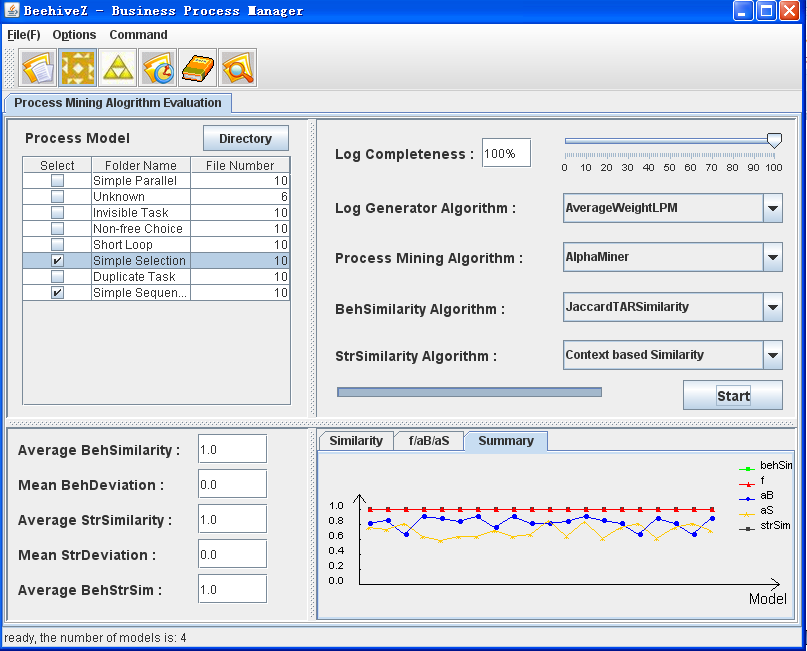 BeehiveZ - Business Process Manager
File(F) Options Command
Process Mining Alogrithm Evaluation
Process Model
Directory
Select Folder Name File Number
Simple Parallel 10
Unknown 6
Invisible Task 10
Non-free Choice 10
Short Loop 10
Simple Selection 10
Duplicate Task 10
Simple Sequen... 10
Log Completeness : 100%
0 10 20 30 40 50 60 70 80 90 100
Log Generator Algorithm : AverageWeightLPM
Process Mining Algorithm : AlphaMiner
BehSimilarity Algorithm : JaccardTARSimilarity
StrSimilarity Algorithm : Context based Similarity
Start
Average BehSimilarity : 1.0
Mean BehDeviation : 0.0
Average StrSimilarity : 1.0
Mean StrDeviation : 0.0
Average BehStrSim : 1.0
Similarity f/aB/aS Summary
behSim
f
aB
aS
strSim
1.0
0.8
0.6
0.4
0.2
0.0
Model
ready, the number of models is: 4